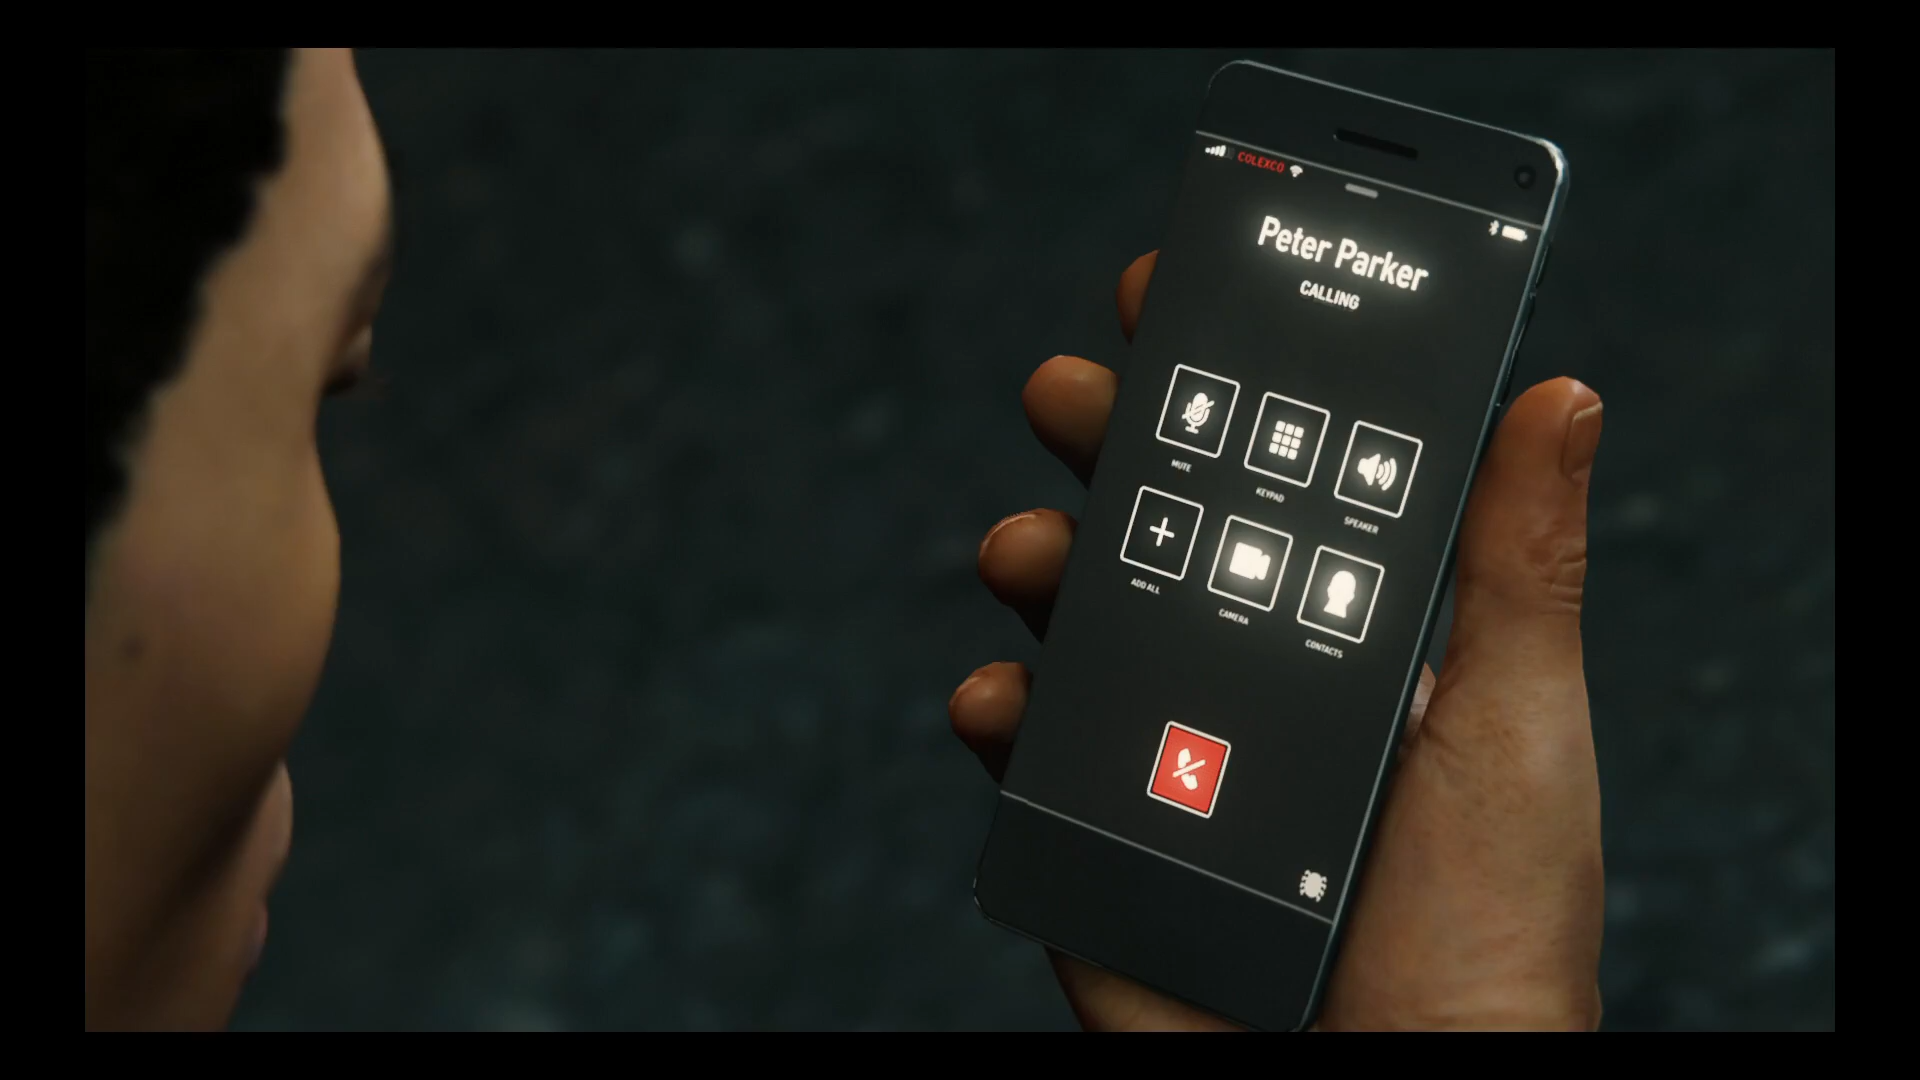 COLEXCO
Peter Parker
CALLING
MUTE
KEYPAD
SPEAKER
ADD ALL
CAMERA
CONTACTS